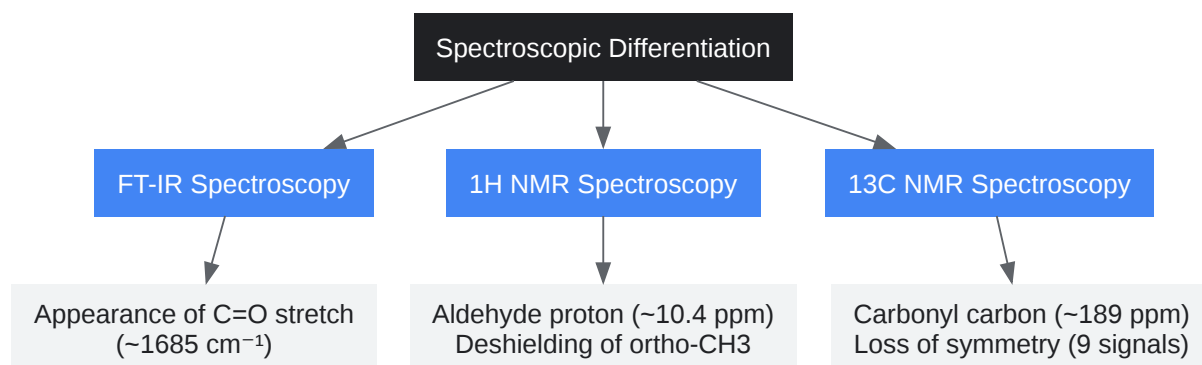 Spectroscopic Differentiation
FT-IR Spectroscopy
1H NMR Spectroscopy
13C NMR Spectroscopy
Appearance of C=O stretch
(~1685 cm⁻¹)
Aldehyde proton (~10.4 ppm)
Deshielding of ortho-CH3
Carbonyl carbon (~189 ppm)
Loss of symmetry (9 signals)